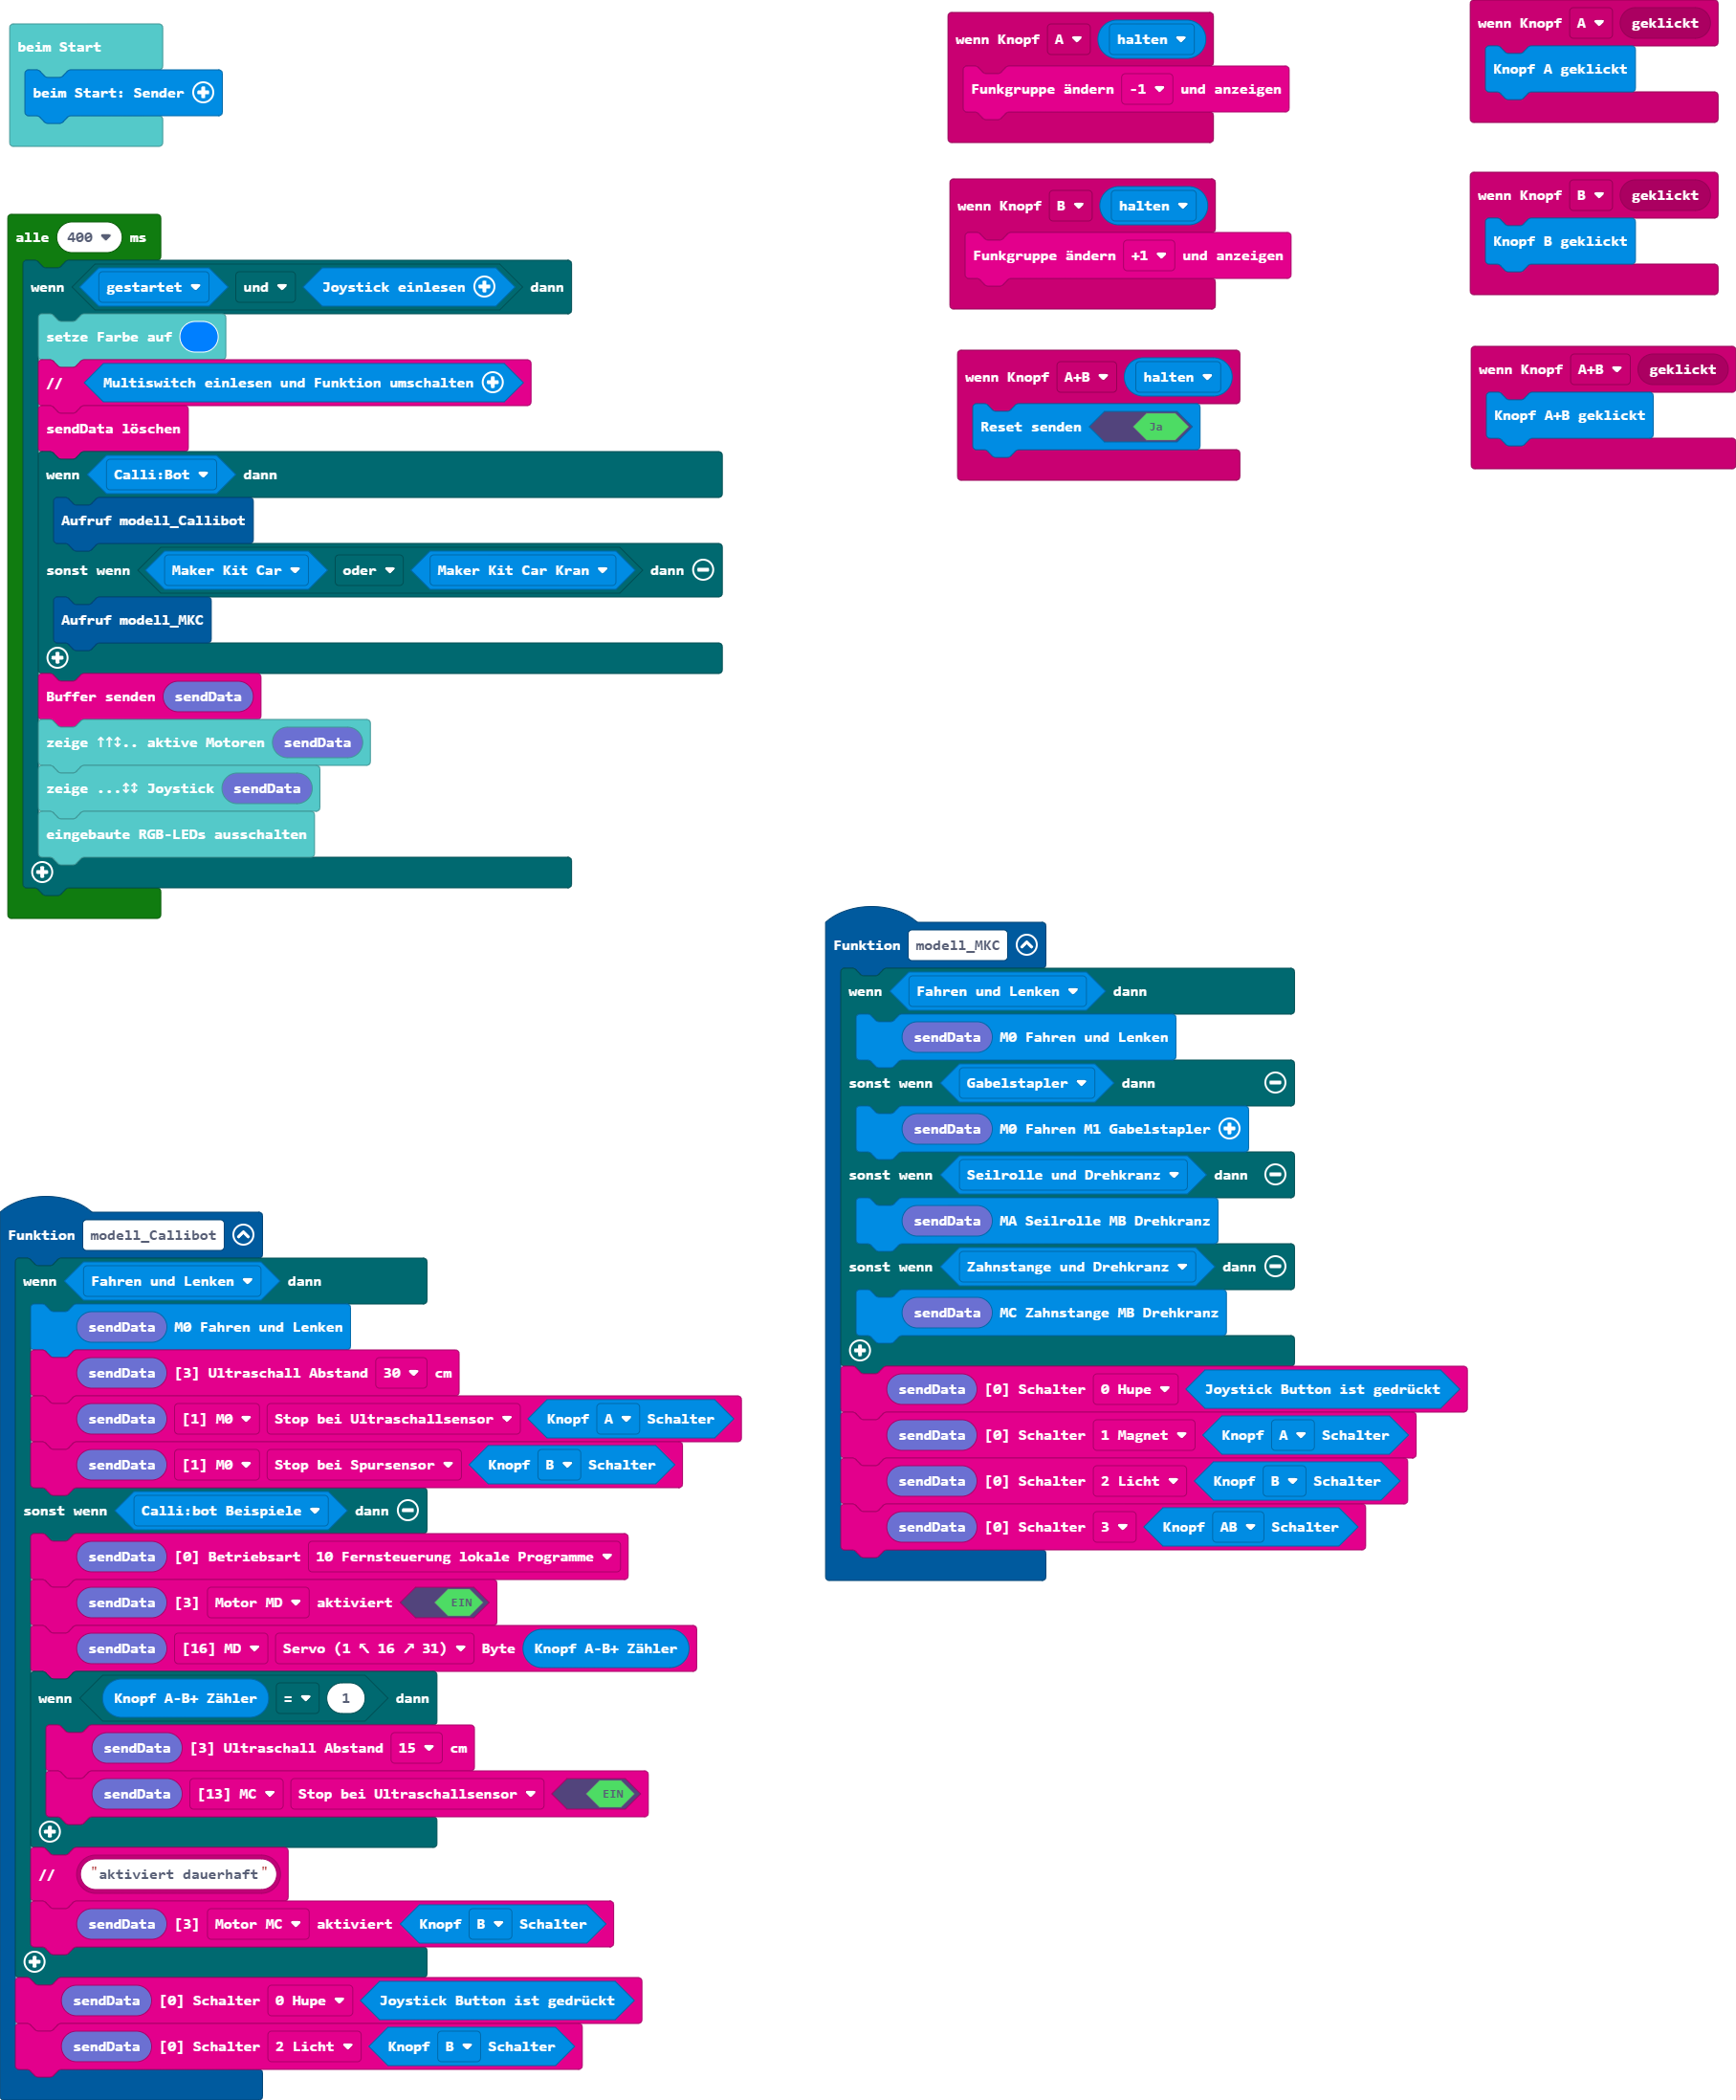 beim Start
beim Start: Sender
alle 400 ms
wenn gestartet und Joystick einlesen dann
setze Farbe auf
// Multiswitch einlesen und Funktion umschalten
sendData löschen
wenn Calli:Bot dann
Aufruf modell_Callibot
sonst wenn Maker Kit Car oder Maker Kit Car Kran dann
Aufruf modell_MKC
Buffer senden sendData
zeige ↑↑↕.. aktive Motoren sendData
zeige ...↕↕ Joystick sendData
eingebaute RGB-LEDs ausschalten
wenn Knopf A halten
Funkgruppe ändern -1 und anzeigen
wenn Knopf B halten
Funkgruppe ändern +1 und anzeigen
wenn Knopf A+B halten
Reset senden Ja
wenn Knopf A geklickt
Knopf A geklickt
wenn Knopf B geklickt
Knopf B geklickt
wenn Knopf A+B geklickt
Knopf A+B geklickt
Funktion modell_MKC
wenn Fahren und Lenken dann
sendData M0 Fahren und Lenken
sonst wenn Gabelstapler dann
sendData M0 Fahren M1 Gabelstapler
sonst wenn Seilrolle und Drehkranz dann
sendData MA Seilrolle MB Drehkranz
sonst wenn Zahnstange und Drehkranz dann
sendData MC Zahnstange MB Drehkranz
sendData [0] Schalter 0 Hupe Joystick Button ist gedrückt
sendData [0] Schalter 1 Magnet Knopf A Schalter
sendData [0] Schalter 2 Licht Knopf B Schalter
sendData [0] Schalter 3 Knopf AB Schalter
Funktion modell_Callibot
wenn Fahren und Lenken dann
sendData M0 Fahren und Lenken
sendData [3] Ultraschall Abstand 30 cm
sendData [1] M0 Stop bei Ultraschallsensor Knopf A Schalter
sendData [1] M0 Stop bei Spursensor Knopf B Schalter
sonst wenn Calli:bot Beispiele dann
sendData [0] Betriebsart 10 Fernsteuerung lokale Programme
sendData [3] Motor MD aktiviert EIN
sendData [16] MD Servo (1 ↖ 16 ↗ 31) Byte Knopf A-B+ Zähler
wenn Knopf A-B+ Zähler = 1 dann
sendData [3] Ultraschall Abstand 15 cm
sendData [13] MC Stop bei Ultraschallsensor EIN
// "aktiviert dauerhaft"
sendData [3] Motor MC aktiviert Knopf B Schalter
sendData [0] Schalter 0 Hupe Joystick Button ist gedrückt
sendData [0] Schalter 2 Licht Knopf B Schalter